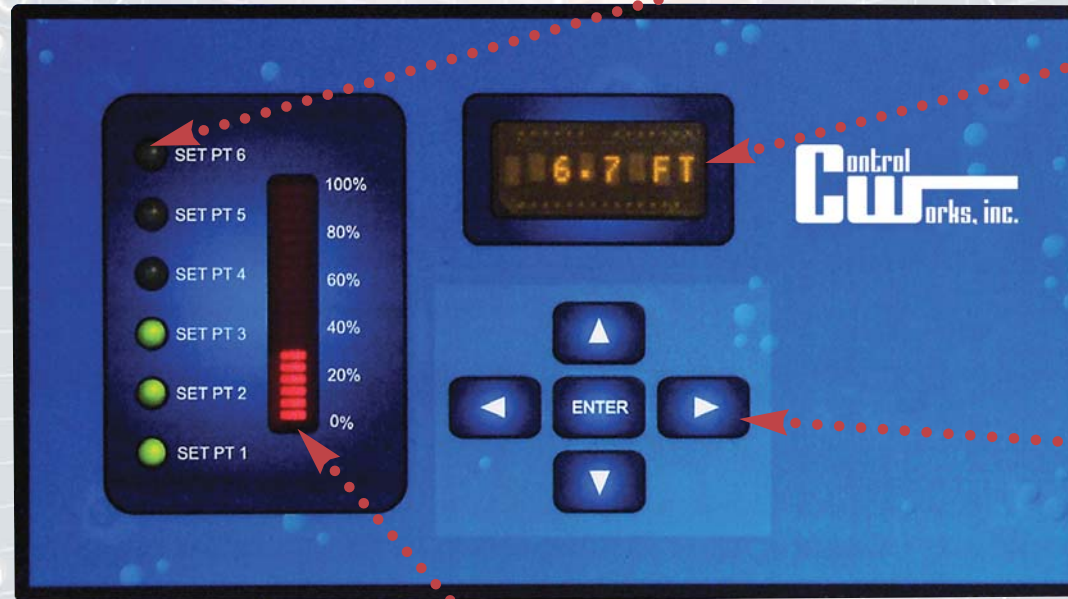 SET PT 6
SET PT 5
SET PT 4
SET PT 3
SET PT 2
SET PT 1
100%
80%
60%
40%
20%
0%
6.7 FT
Control
Works, inc.
ENTER